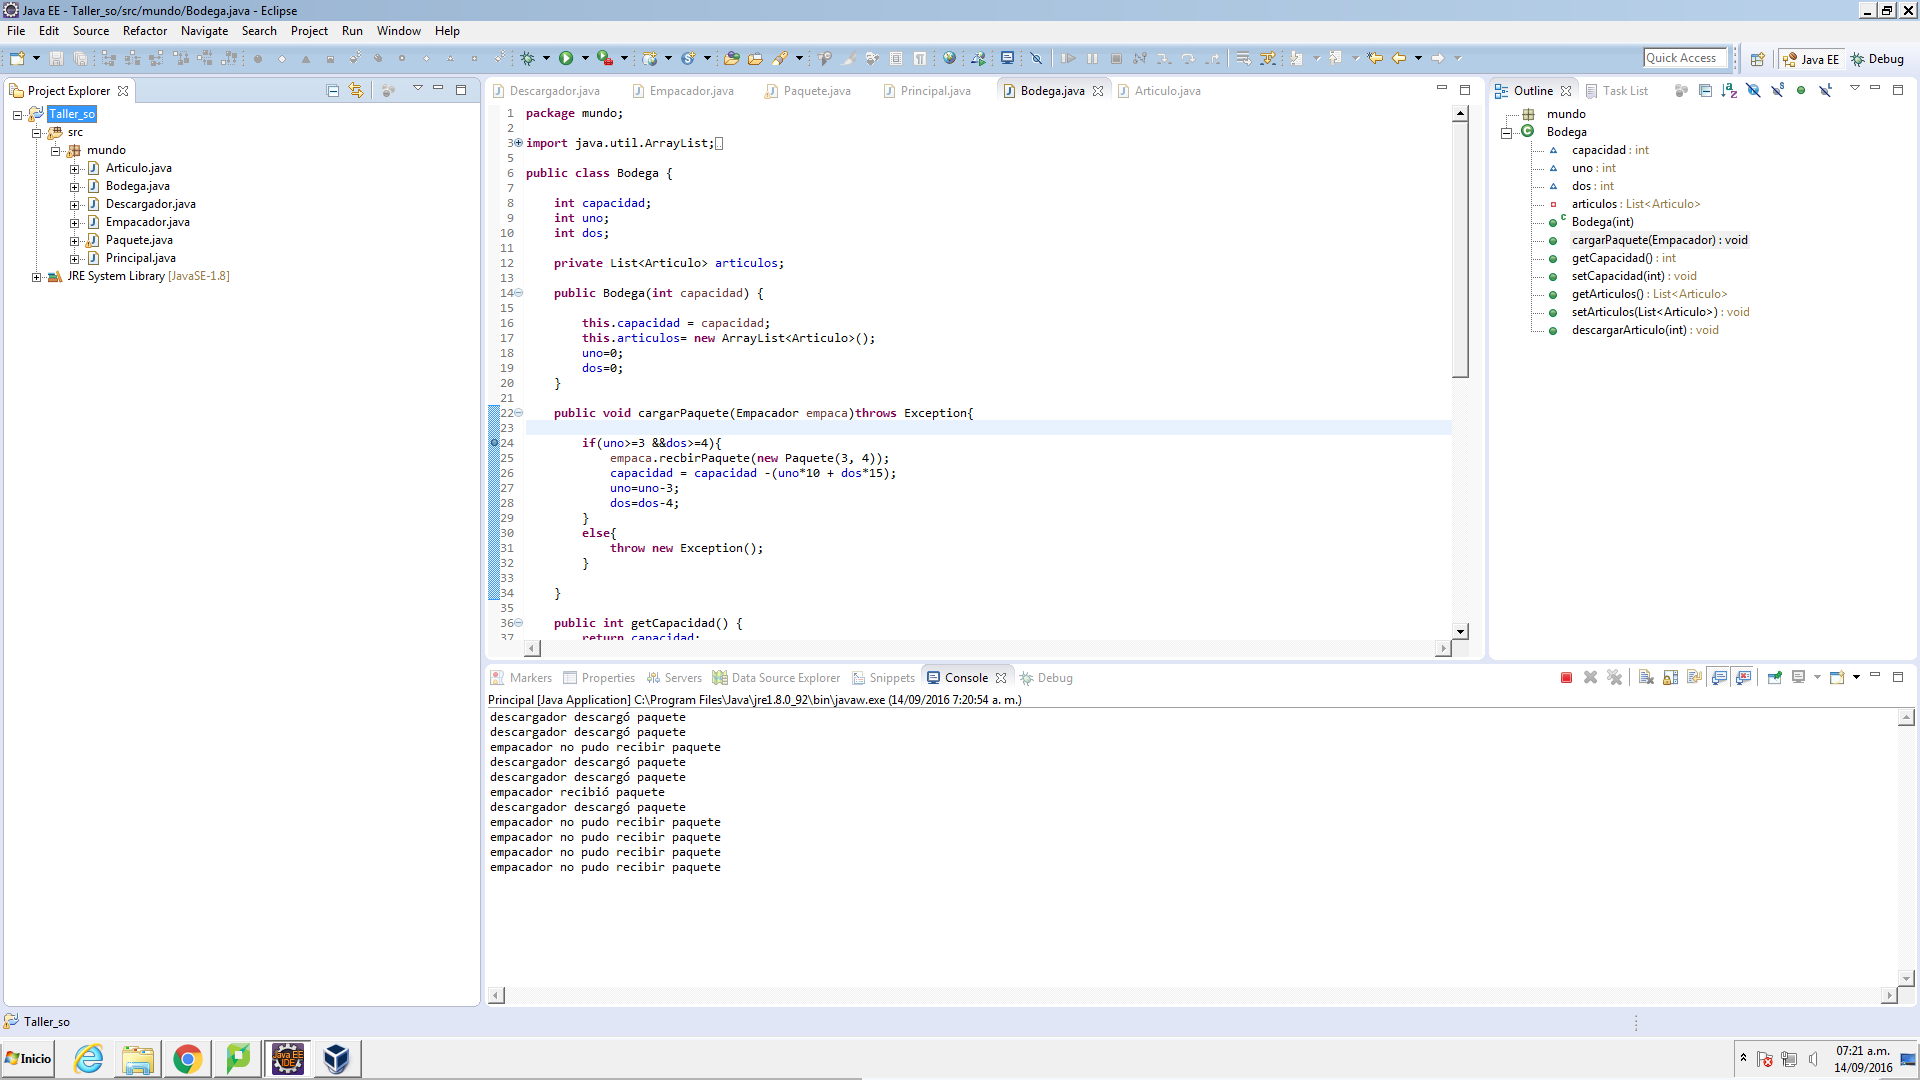 Java EE - Taller_so/src/mundo/Bodega.java - Eclipse
File Edit Source Refactor Navigate Search Project Run Window Help
Quick Access
Java EE
Debug
Project Explorer
Taller_so
src
mundo
Articulo.java
Bodega.java
Descargador.java
Empacador.java
Paquete.java
Principal.java
JRE System Library [JavaSE-1.8]
Descargador.java Empacador.java Paquete.java Principal.java Bodega.java Articulo.java
1 package mundo;
2
3 import java.util.ArrayList;
5
6 public class Bodega {
7
8 int capacidad;
9 int uno;
10 int dos;
11
12 private List<Articulo> articulos;
13
14 public Bodega(int capacidad) {
15
16 this.capacidad = capacidad;
17 this.articulos= new ArrayList<Articulo>();
18 uno=0;
19 dos=0;
20 }
21
22 public void cargarPaquete(Empacador empaca)throws Exception{
23
24 if(uno>=3 &&dos>=4){
25 empaca.recbirPaquete(new Paquete(3, 4));
26 capacidad = capacidad -(uno*10 + dos*15);
27 uno=uno-3;
28 dos=dos-4;
29 }
30 else{
31 throw new Exception();
32 }
33
34 }
35
36 public int getCapacidad() {
37 return capacidad;
Outline Task List
mundo
Bodega
capacidad : int
uno : int
dos : int
articulos : List<Articulo>
Bodega(int)
cargarPaquete(Empacador) : void
getCapacidad() : int
setCapacidad(int) : void
getArticulos() : List<Articulo>
setArticulos(List<Articulo>) : void
descargarArticulo(int) : void
Markers Properties Servers Data Source Explorer Snippets Console Debug
Principal [Java Application] C:\Program Files\Java\jre1.8.0_92\bin\javaw.exe (14/09/2016 7:20:54 a. m.)
descargador descargó paquete
descargador descargó paquete
empacador no pudo recibir paquete
descargador descargó paquete
descargador descargó paquete
empacador recibió paquete
descargador descargó paquete
empacador no pudo recibir paquete
empacador no pudo recibir paquete
empacador no pudo recibir paquete
empacador no pudo recibir paquete
Taller_so
Inicio
Java EE
IDE
07:21 a.m.
14/09/2016